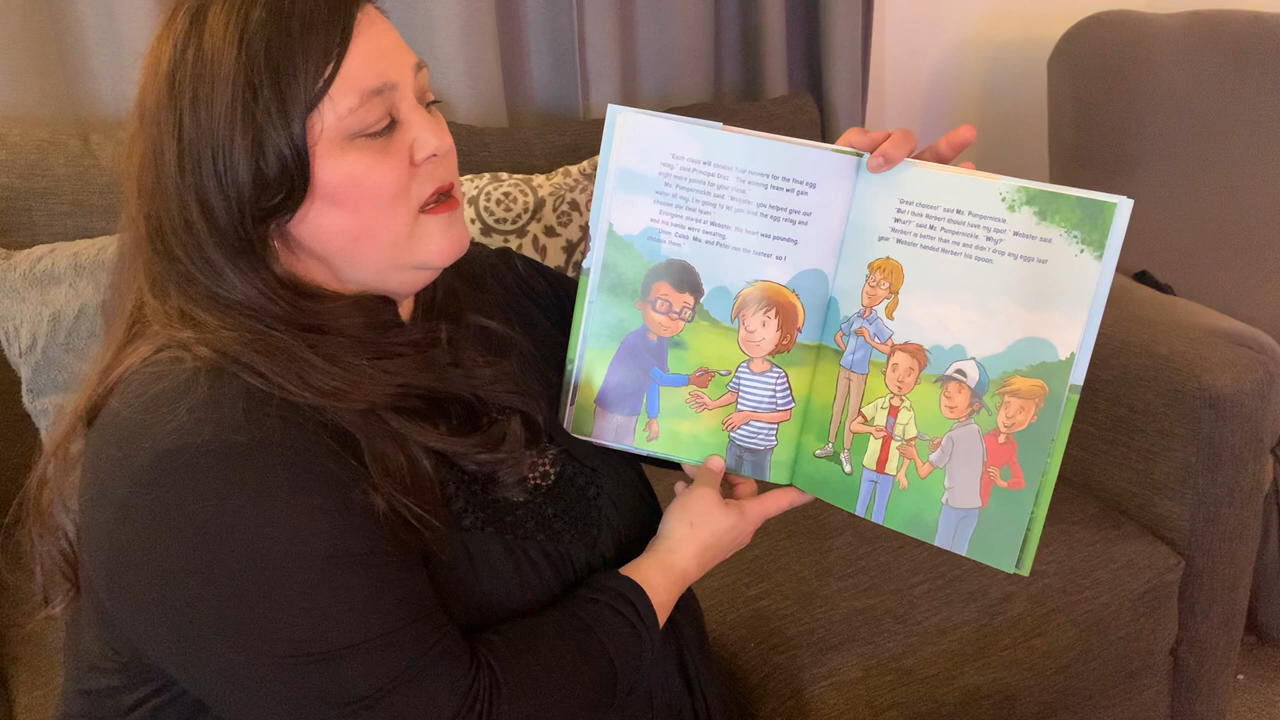 "Each class will choose four runners for the final egg
relay," said Principal Diaz. "The winning team will gain
eight more points for your class."
Ms. Pumpernickle said, "Webster, you helped give our
water all day. I'm going to let you lead the egg relay and
choose our final team."
Everyone stared at Webster. His heart was pounding,
and his hands were sweating.
"Umm, Caleb, Mia, and Peter ran the fastest, so I
choose them."
"Great choices!" said Ms. Pumpernickle.
"But I think Herbert should have my spot," Webster said.
"What?" said Ms. Pumpernickle. "Why?"
"Herbert is better than me and didn't drop any eggs last
year." Webster handed Herbert his spoon.